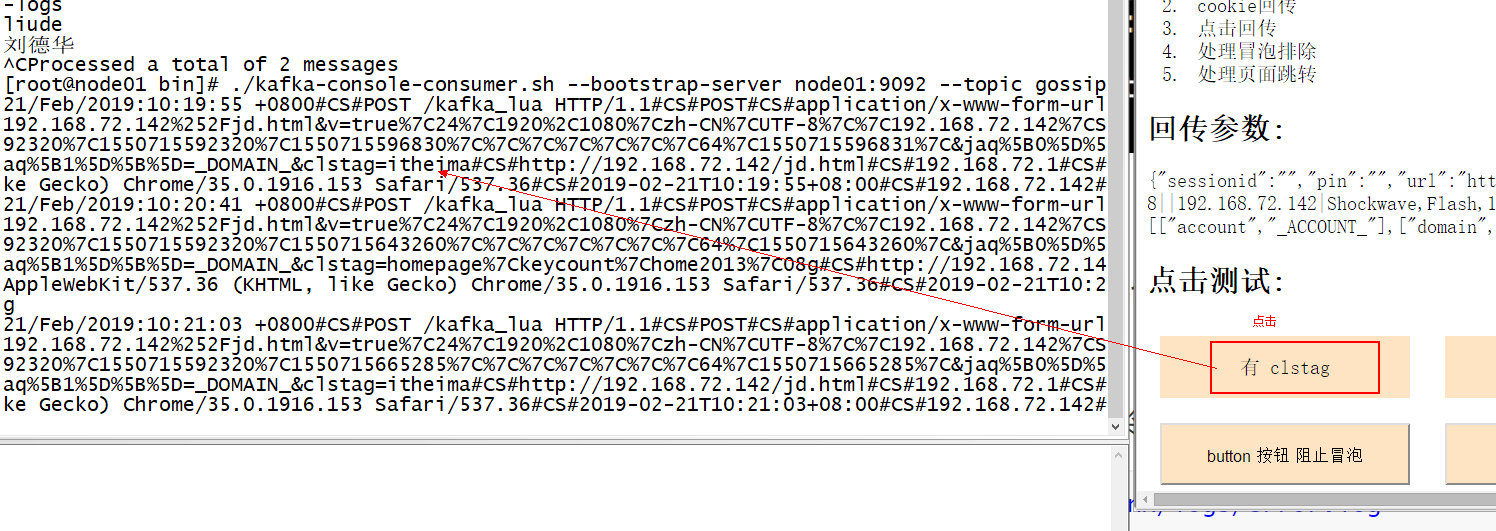 -logs
liude
刘德华
^CProcessed a total of 2 messages
[root@node01 bin]# ./kafka-console-consumer.sh --bootstrap-server node01:9092 --topic gossip
21/Feb/2019:10:19:55 +0800#CS#POST /kafka_lua HTTP/1.1#CS#POST#CS#application/x-www-form-url
192.168.72.142%252Fjd.html&v=true%7C24%7C1920%2C1080%7Czh-CN%7CUTF-8%7C%7C192.168.72.142%7CS
92320%7C1550715592320%7C1550715596830%7C%7C%7C%7C%7C%7C64%7C1550715596831%7C&jaq%5B0%5D%5
aq%5B1%5D%5B%5D=_DOMAIN_&clstag=itheima#CS#http://192.168.72.142/jd.html#CS#192.168.72.1#CS#
ke Gecko) Chrome/35.0.1916.153 Safari/537.36#CS#2019-02-21T10:19:55+08:00#CS#192.168.72.142#
21/Feb/2019:10:20:41 +0800#CS#POST /kafka_lua HTTP/1.1#CS#POST#CS#application/x-www-form-url
192.168.72.142%252Fjd.html&v=true%7C24%7C1920%2C1080%7Czh-CN%7CUTF-8%7C%7C192.168.72.142%7CS
92320%7C1550715592320%7C1550715643260%7C%7C%7C%7C%7C%7C64%7C1550715643260%7C&jaq%5B0%5D%5
aq%5B1%5D%5B%5D=_DOMAIN_&clstag=homepage%7Ckeycount%7Chome2013%7C08g#CS#http://192.168.72.14
AppleWebKit/537.36 (KHTML, like Gecko) Chrome/35.0.1916.153 Safari/537.36#CS#2019-02-21T10:2
g
21/Feb/2019:10:21:03 +0800#CS#POST /kafka_lua HTTP/1.1#CS#POST#CS#application/x-www-form-url
192.168.72.142%252Fjd.html&v=true%7C24%7C1920%2C1080%7Czh-CN%7CUTF-8%7C%7C192.168.72.142%7CS
92320%7C1550715592320%7C1550715665285%7C%7C%7C%7C%7C%7C64%7C1550715665285%7C&jaq%5B0%5D%5
aq%5B1%5D%5B%5D=_DOMAIN_&clstag=itheima#CS#http://192.168.72.142/jd.html#CS#192.168.72.1#CS#
ke Gecko) Chrome/35.0.1916.153 Safari/537.36#CS#2019-02-21T10:21:03+08:00#CS#192.168.72.142#
2. cookie回传
3. 点击回传
4. 处理冒泡排除
5. 处理页面跳转
回传参数:
{"sessionid":"","pin":"","url":"htt
8||192.168.72.142|Shockwave,Flash,1
[["account","_ACCOUNT_"],["domain",
点击测试:
点击
有 clstag
button 按钮 阻止冒泡